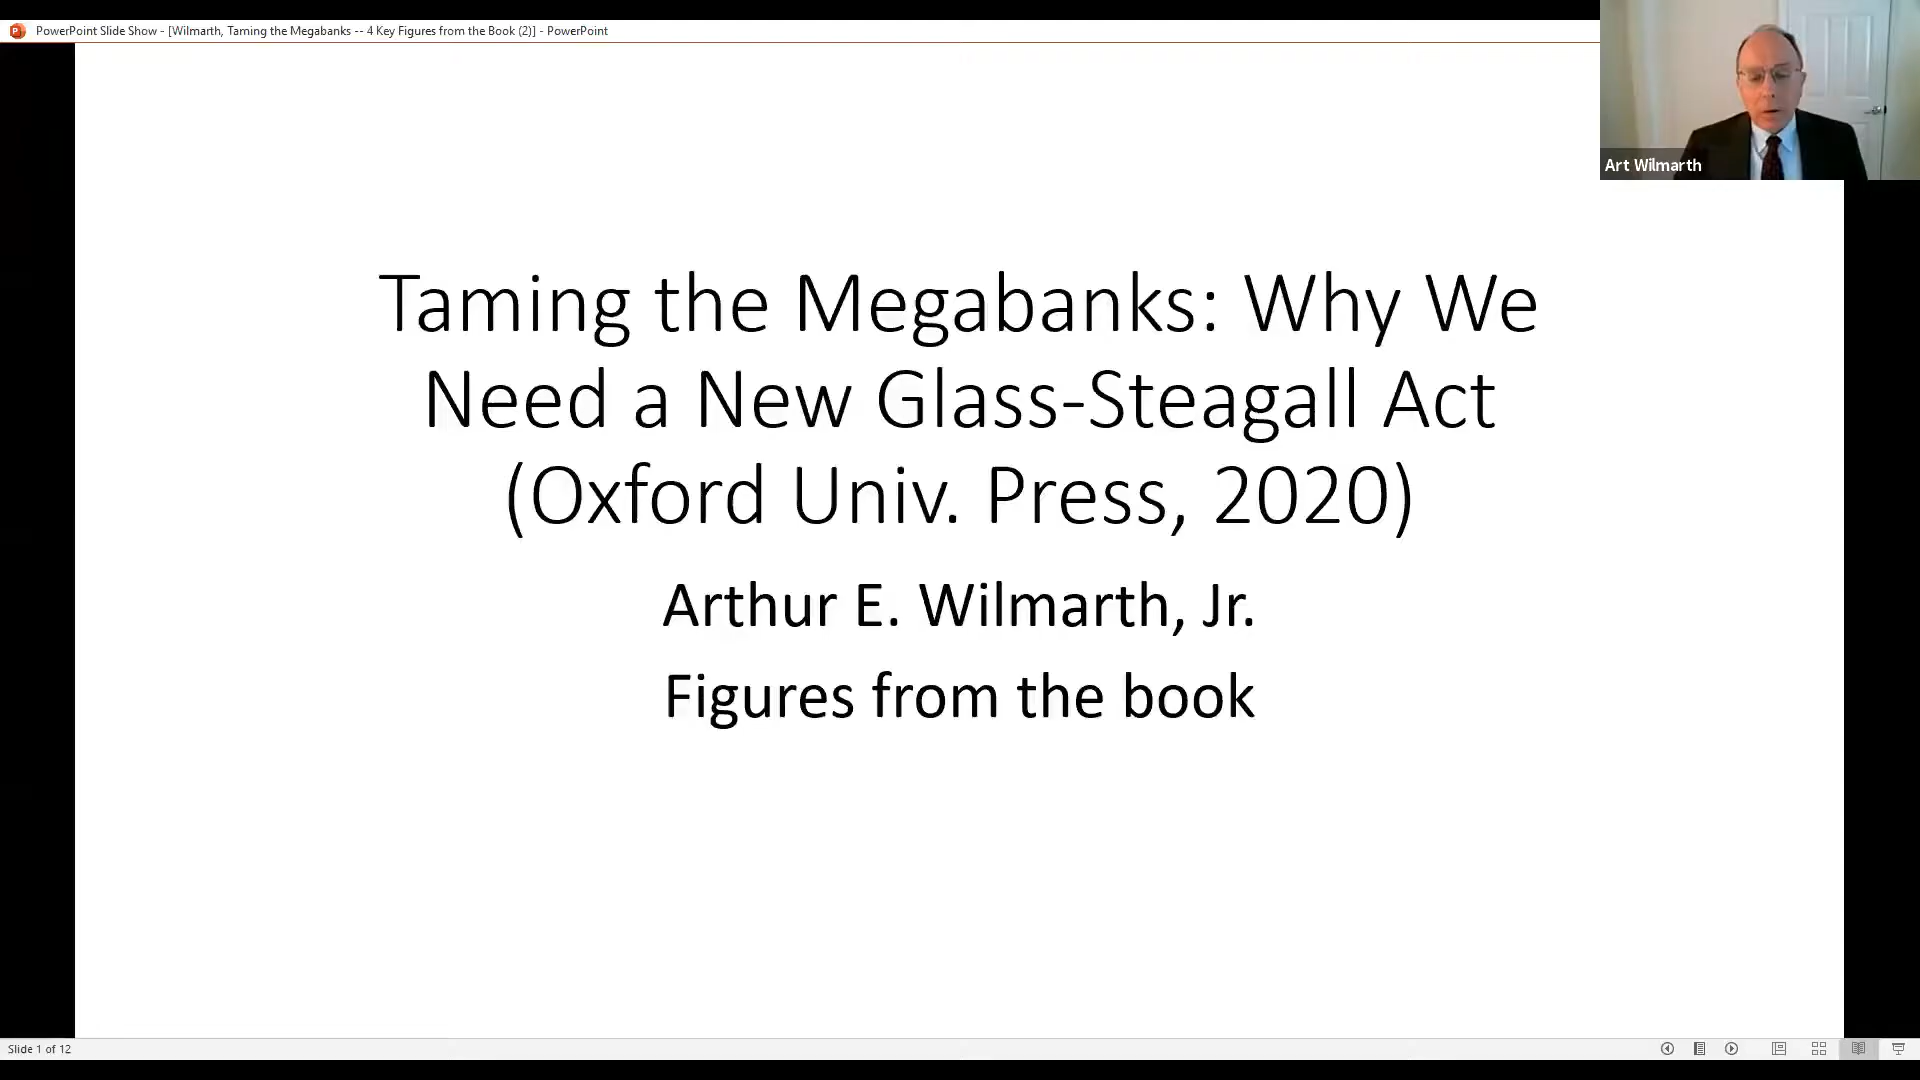 PowerPoint Slide Show - [Wilmarth, Taming the Megabanks -- 4 Key Figures from the Book (2)] - PowerPoint
Art Wilmarth
Taming the Megabanks: Why We
Need a New Glass-Steagall Act
(Oxford Univ. Press, 2020)
Arthur E. Wilmarth, Jr.
Figures from the book
Slide 1 of 12